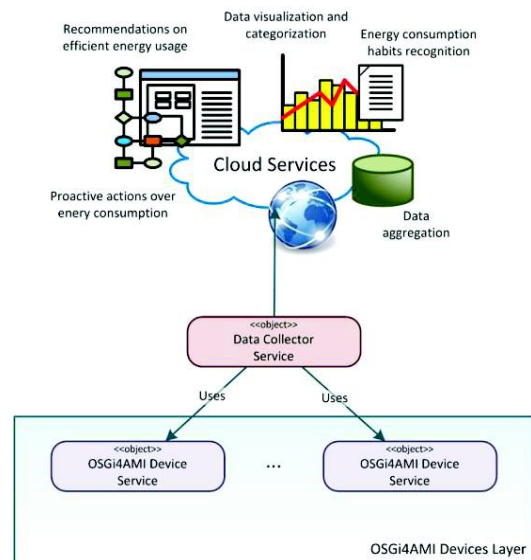 Recommendations on
efficient energy usage
Data visualization and
categorization
Energy consumption
habits recognition
Cloud Services
Proactive actions over
enery consumption
Data
aggregation
<<object>>
Data Collector
Service
Uses
Uses
<<object>>
OSGi4AMI Device
Service
...
<<object>>
OSGi4AMI Device
Service
OSGi4AMI Devices Layer